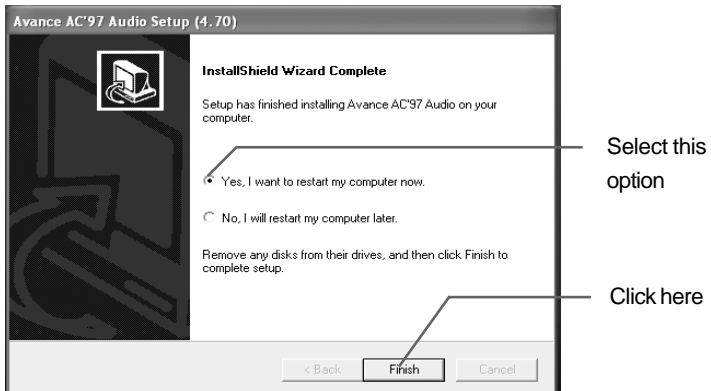 Avance AC'97 Audio Setup (4.70)
InstallShield Wizard Complete
Setup has finished installing Avance AC'97 Audio on your
computer.
Select this
option
Yes, I want to restart my computer now.
No, I will restart my computer later.
Remove any disks from their drives, and then click Finish to
complete setup.
Click here
< Back
Finish
Cancel